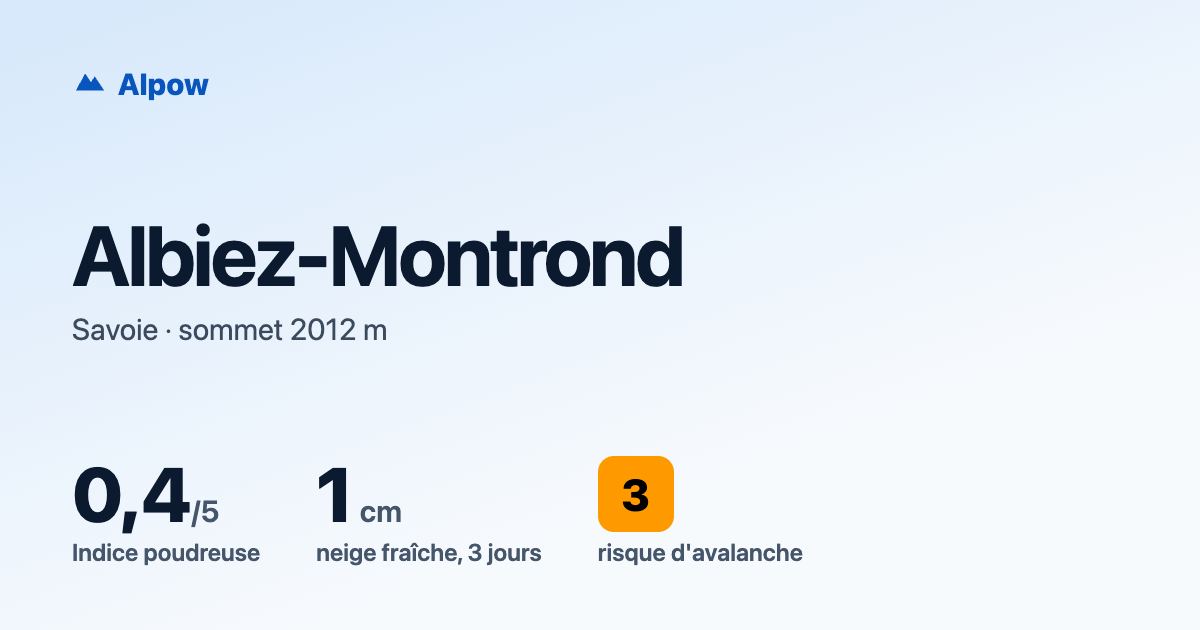 Alpow
Albiez-Montrond
Savoie · sommet 2012 m
0,4/5
Indice poudreuse
1 cm
neige fraîche, 3 jours
3
risque d'avalanche